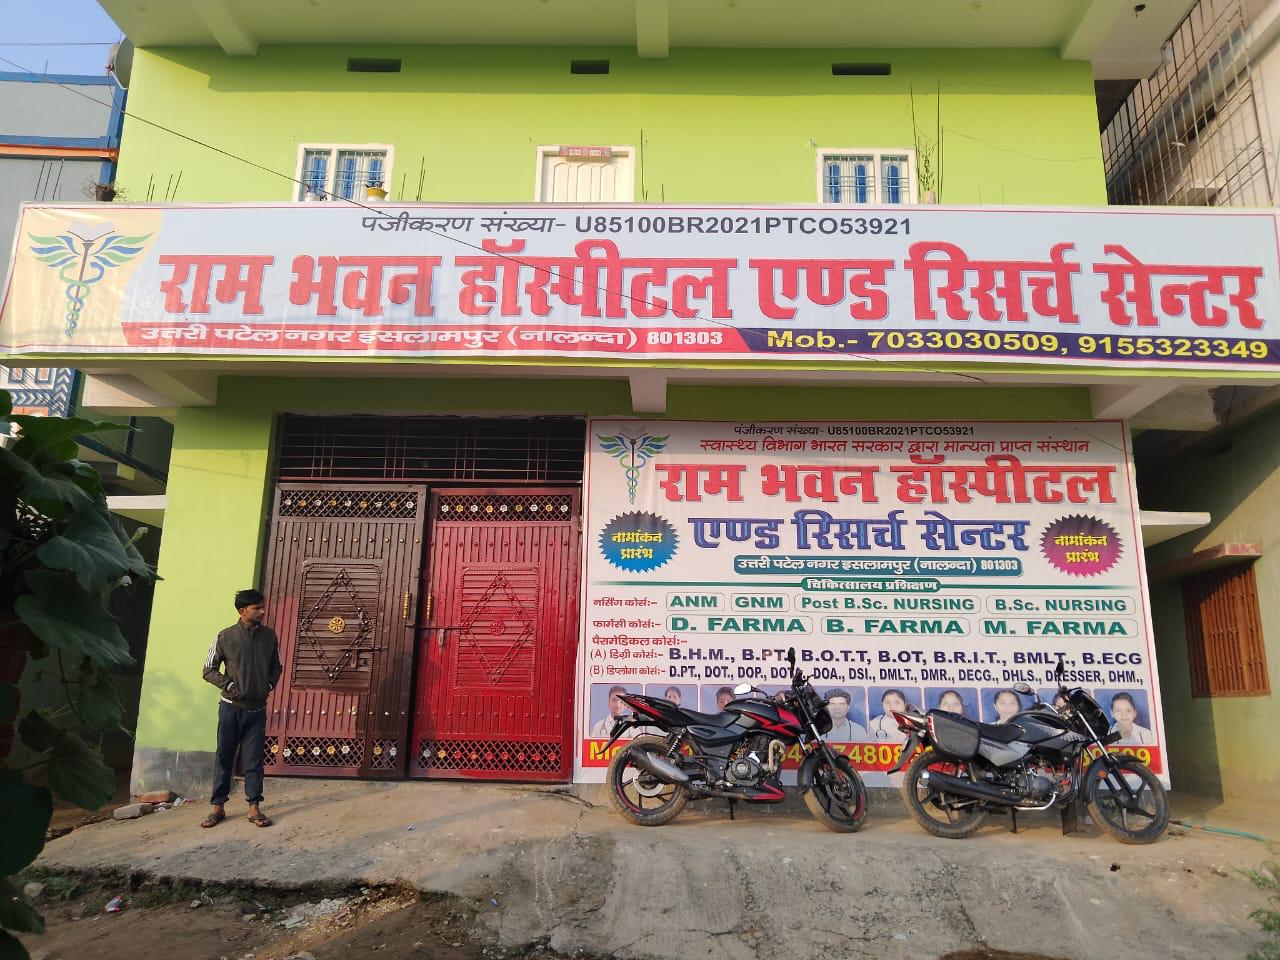 पंजीकरण संख्या- U85100BR2021PTCO53921
राम भवन हॉस्पीटल एण्ड रिसर्च सेन्टर
उत्तरी पटेल नगर इसलामपुर (नालन्दा) 801303
Mob.- 7033030509, 9155323349
पंजीकरण संख्या- U85100BR2021PTCO53921
स्वास्थ्य विभाग भारत सरकार द्वारा मान्यता प्राप्त संस्थान
राम भवन हॉस्पीटल
एण्ड रिसर्च सेन्टर
नामांकन
प्रारंभ
नामांकन
प्रारंभ
उत्तरी पटेल नगर इसलामपुर (नालन्दा) 801303
चिकित्सालय प्रशिक्षण
नर्सिंग कोर्स:- ANM GNM Post B.Sc. NURSING B.Sc. NURSING
फार्मेसी कोर्स:- D. FARMA B. FARMA M. FARMA
पैरामेडिकल कोर्स:-
(A) डिग्री कोर्स:- B.H.M., B.PT., B.O.T.T, B.OT, B.R.I.T., BMLT., B.ECG
(B) डिप्लोमा कोर्स:- D.PT., DOT., DOP., DOA., DSI., DMLT., DMR., DECG., DHLS., DRESSER, DHM.,